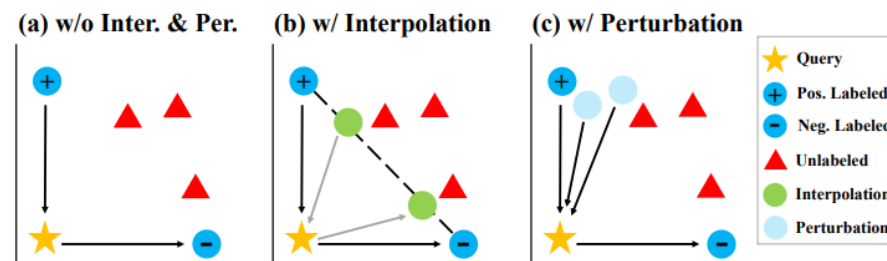 (a) w/o Inter. & Per. (b) w/ Interpolation (c) w/ Perturbation
Query
+ Pos. Labeled
- Neg. Labeled
Unlabeled
Interpolation
Perturbation
+
-
+
-
+
-